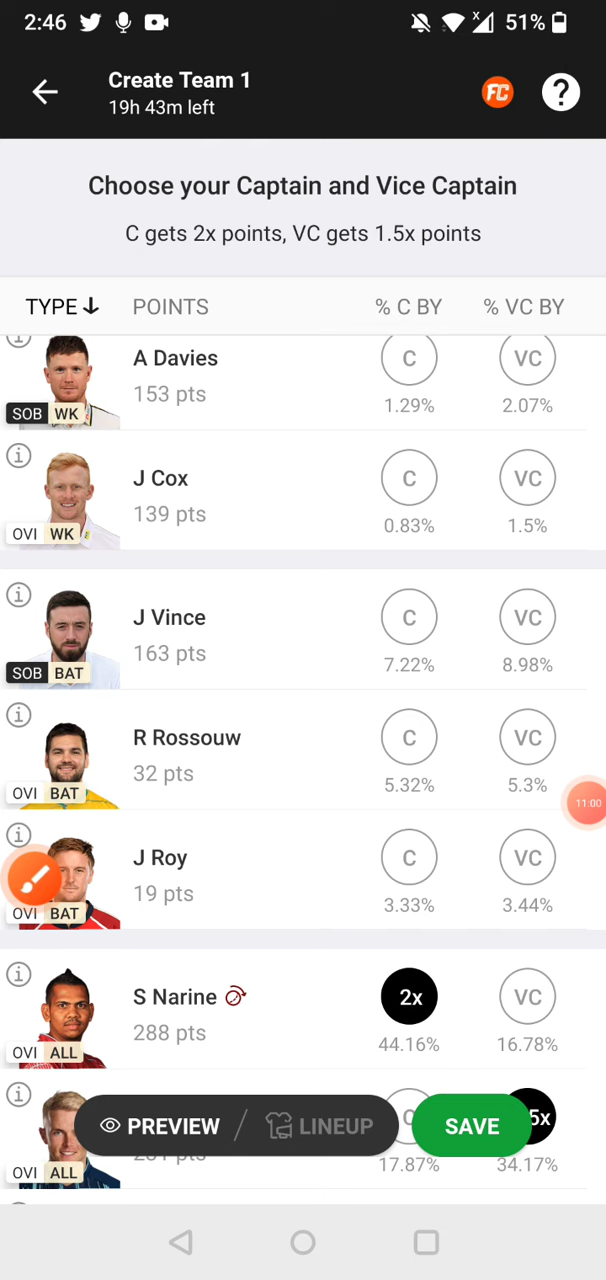 2:46 x 51%
Create Team 1
19h 43m left
FC ?
Choose your Captain and Vice Captain
C gets 2x points, VC gets 1.5x points
TYPE POINTS % C BY % VC BY
A Davies C VC
153 pts
SOB WK 1.29% 2.07%
J Cox C VC
139 pts
OVI WK 0.83% 1.5%
J Vince C VC
163 pts
SOB BAT 7.22% 8.98%
R Rossouw C VC
32 pts
OVI BAT 5.32% 5.3%
11:00
J Roy C VC
19 pts
OVI BAT 3.33% 3.44%
S Narine 2x VC
288 pts
OVI ALL 44.16% 16.78%
PREVIEW / LINEUP SAVE 5x
pts
OVI ALL 17.87% 34.17%